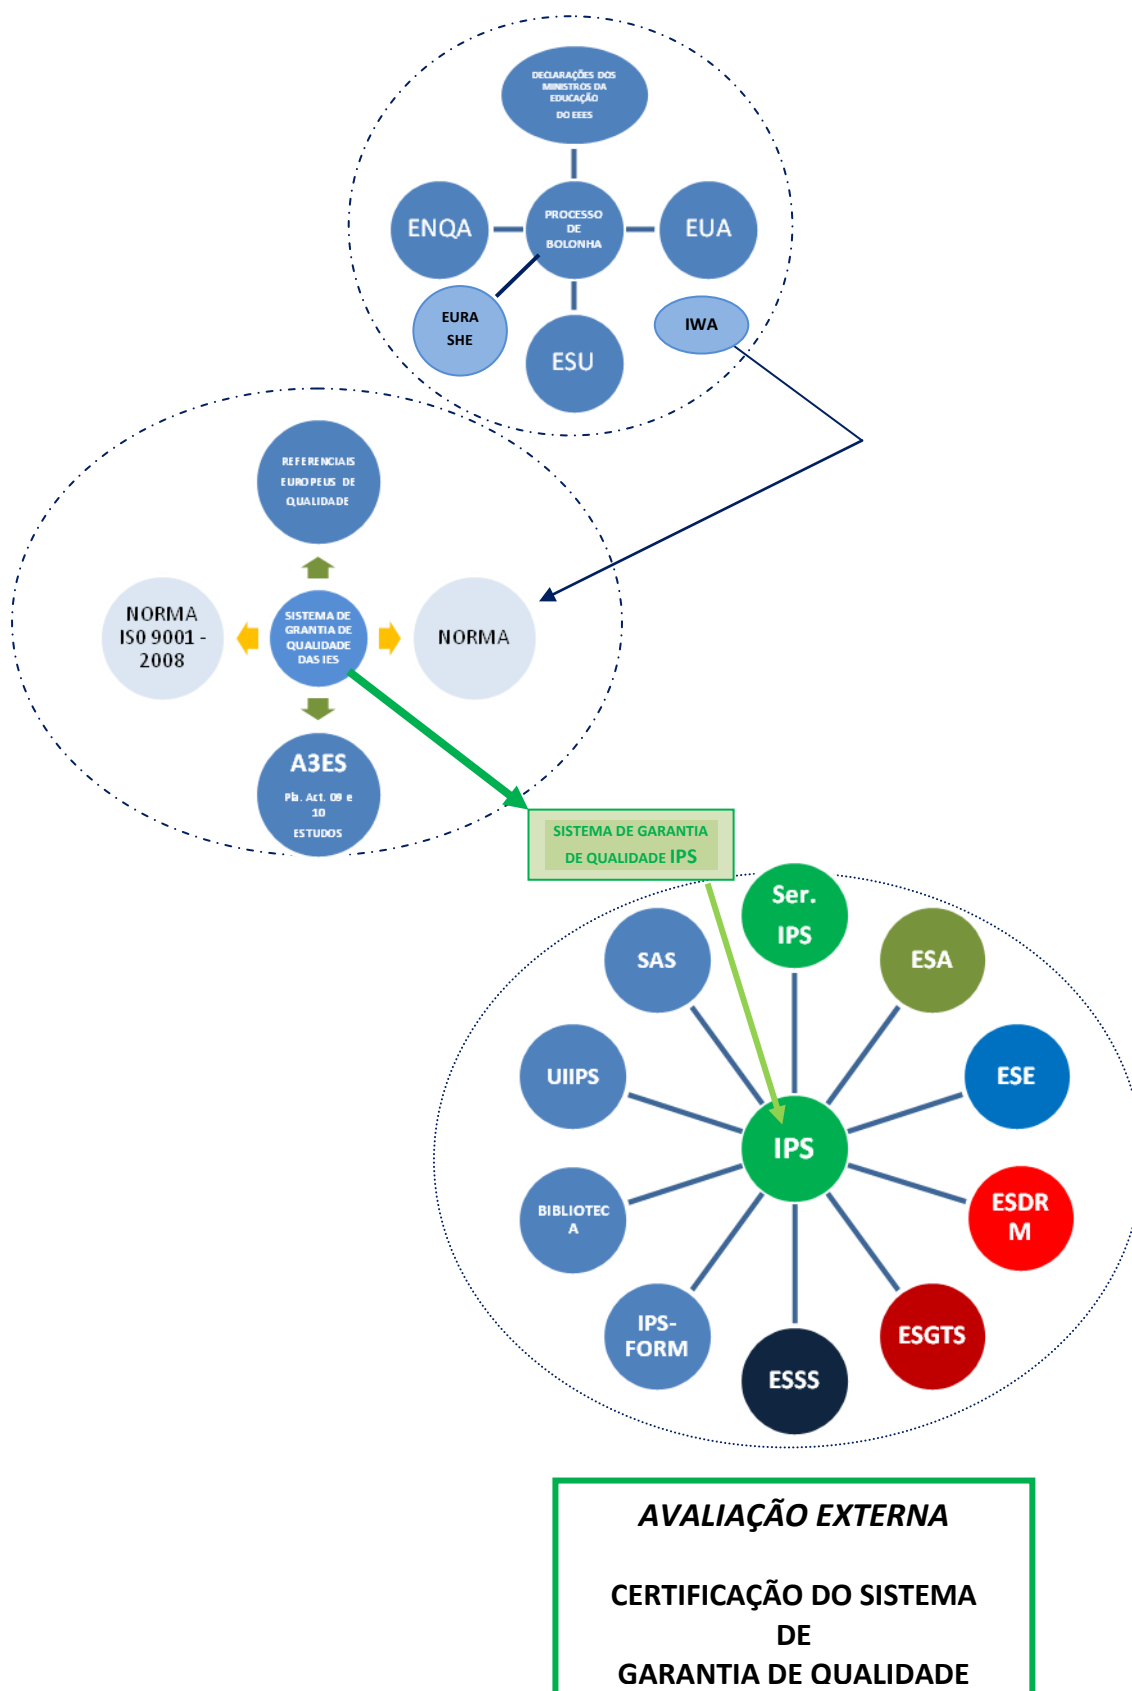 DECLARAÇÕES DOS
MINISTROS DA
EDUCAÇÃO
DO EEES
ENQA
PROCESSO
DE
BOLONHA
EUA
EURA
SHE
IWA
ESU
REFERENCIAIS
EUROPEUS DE
QUALIDADE
NORMA
ISO 9001 -
2008
SISTEMA DE
GRANTIA DE
QUALIDADE
DAS IES
NORMA
A3ES
Pla. Act. 09 e
10
ESTUDOS
SISTEMA DE GARANTIA
DE QUALIDADE IPS
Ser.
IPS
SAS
ESA
UIIPS
ESE
IPS
BIBLIOTEC
A
ESDR
M
IPS-
FORM
ESGTS
ESSS
AVALIAÇÃO EXTERNA
CERTIFICAÇÃO DO SISTEMA
DE
GARANTIA DE QUALIDADE